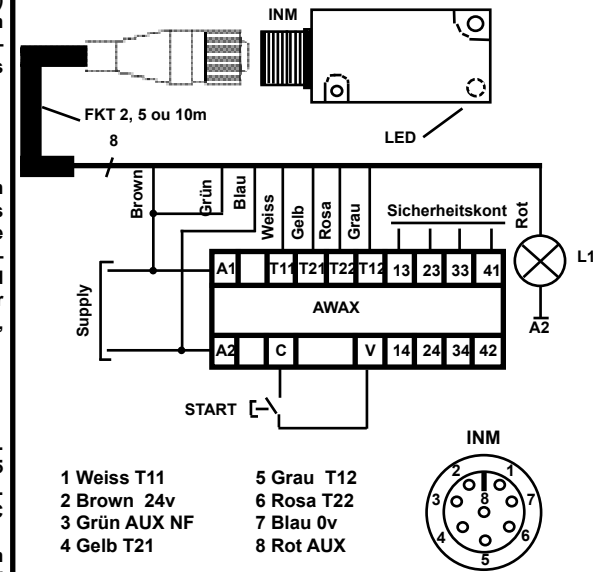 INM
FKT 2, 5 ou 10m
LED
8
Brown
Grün
Blau
Weiss
Gelb
Rosa
Grau
Sicherheitskont
Rot
A1 T11 T21 T22 T12 13 23 33 41
L1
Supply
AWAX
A2
A2 C V 14 24 34 42
START
INM
1 Weiss T11
2 Brown 24v
3 Grün AUX NF
4 Gelb T21
5 Grau T12
6 Rosa T22
7 Blau 0v
8 Rot AUX
2 1
3 8 7
4 6
5